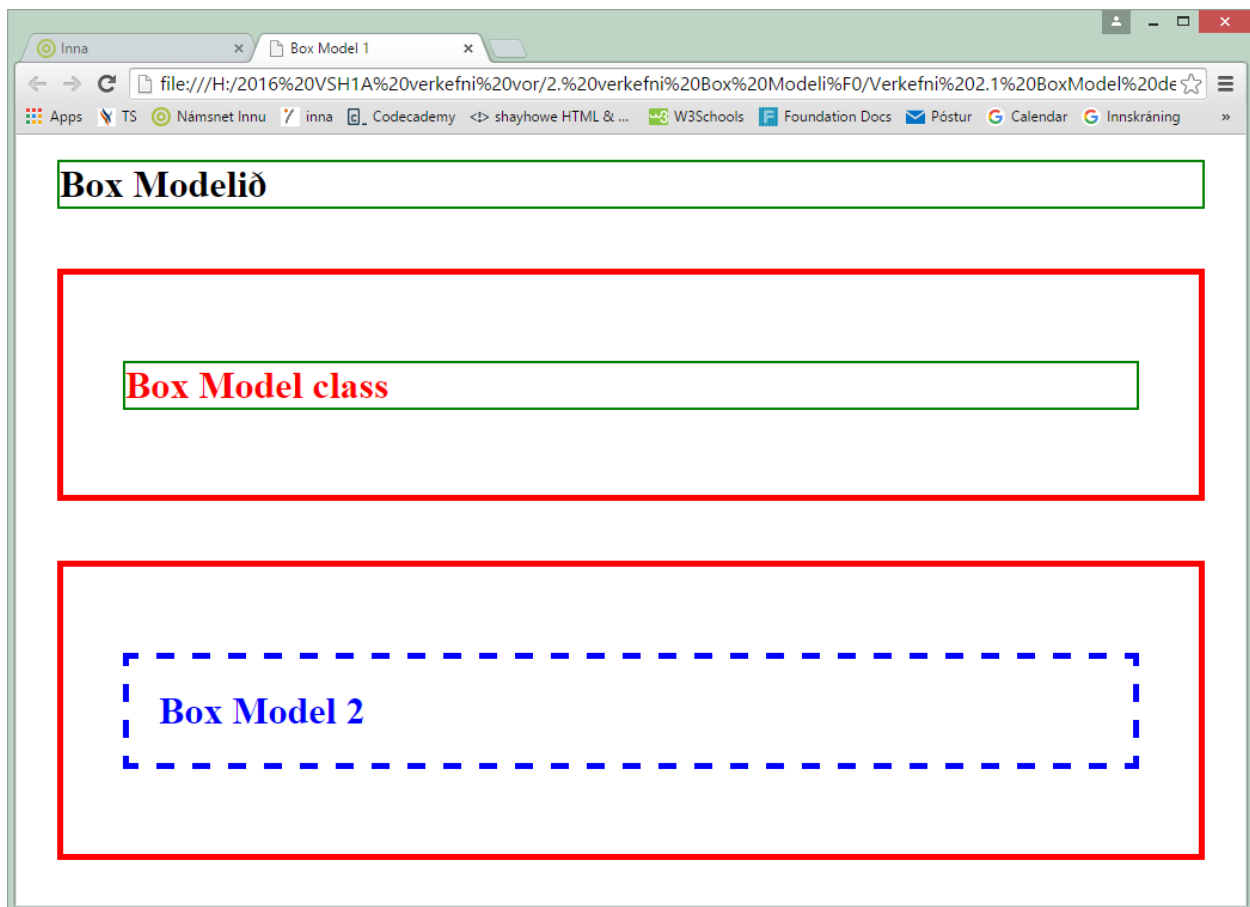 Inna
Box Model 1
file:///H:/2016%20VSH1A%20verkefni%20vor/2.%20verkefni%20Box%20Modeli%F0/Verkefni%202.1%20BoxModel%20de
Apps TS Námsnet Innu inna Codecademy shayhowe HTML & ... W3Schools Foundation Docs Póstur Calendar Innskráning »
Box Modelið
Box Model class
Box Model 2